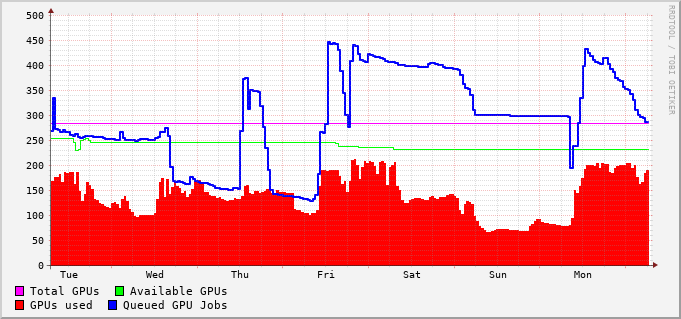 500
450
400
350
300
250
200
150
100
50
0
Tue Wed Thu Fri Sat Sun Mon
Total GPUs Available GPUs
GPUs used Queued GPU Jobs
RRDTOOL / TOBI OETIKER